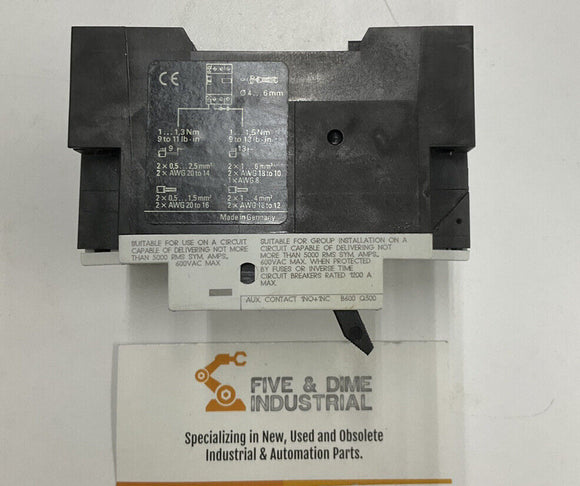 CE
Ø 4 ... 6 mm
1 ... 1,3 Nm
9 to 11 lb - in
1 ... 1,5 Nm
9 to 13 lb - in
9
13
2 × 0,5 ... 2,5 mm²
2 × AWG 20 to 14
2 × 1 ... 6 mm²
2 × AWG 18 to 10
1 × AWG 8
2 × 0,5 ... 1,5 mm²
2 × AWG 20 to 16
2 × 1 ... 4 mm²
2 × AWG 18 to 12
Made in Germany
SUITABLE FOR USE ON A CIRCUIT
CAPABLE OF DELIVERING NOT MORE
THAN 5000 RMS SYM. AMPS.,
600VAC MAX.
SUITABLE FOR GROUP INSTALLATION ON A
CIRCUIT CAPABLE OF DELIVERING NOT
MORE THAN 5000 RMS SYM. AMPS.,
600VAC MAX. WHEN PROTECTED
BY FUSES OR INVERSE TIME
CIRCUIT BREAKERS RATED 1200 A
MAX.
AUX. CONTACT 1NO+1NC B600 Q300
FIVE & DIME
INDUSTRIAL
Specializing in New, Used and Obsolete
Industrial & Automation Parts.